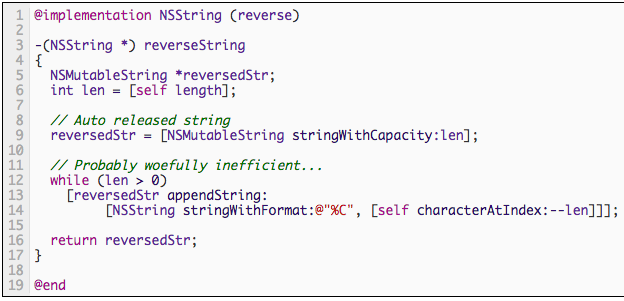 1 @implementation NSString (reverse)
2
3 -(NSString *) reverseString
4 {
5   NSMutableString *reversedStr;
6   int len = [self length];
7
8   // Auto released string
9   reversedStr = [NSMutableString stringWithCapacity:len];
10
11   // Probably woefully inefficient...
12   while (len > 0)
13     [reversedStr appendString:
14          [NSString stringWithFormat:@"%C", [self characterAtIndex:--len]]];
15
16   return reversedStr;
17 }
18
19 @end